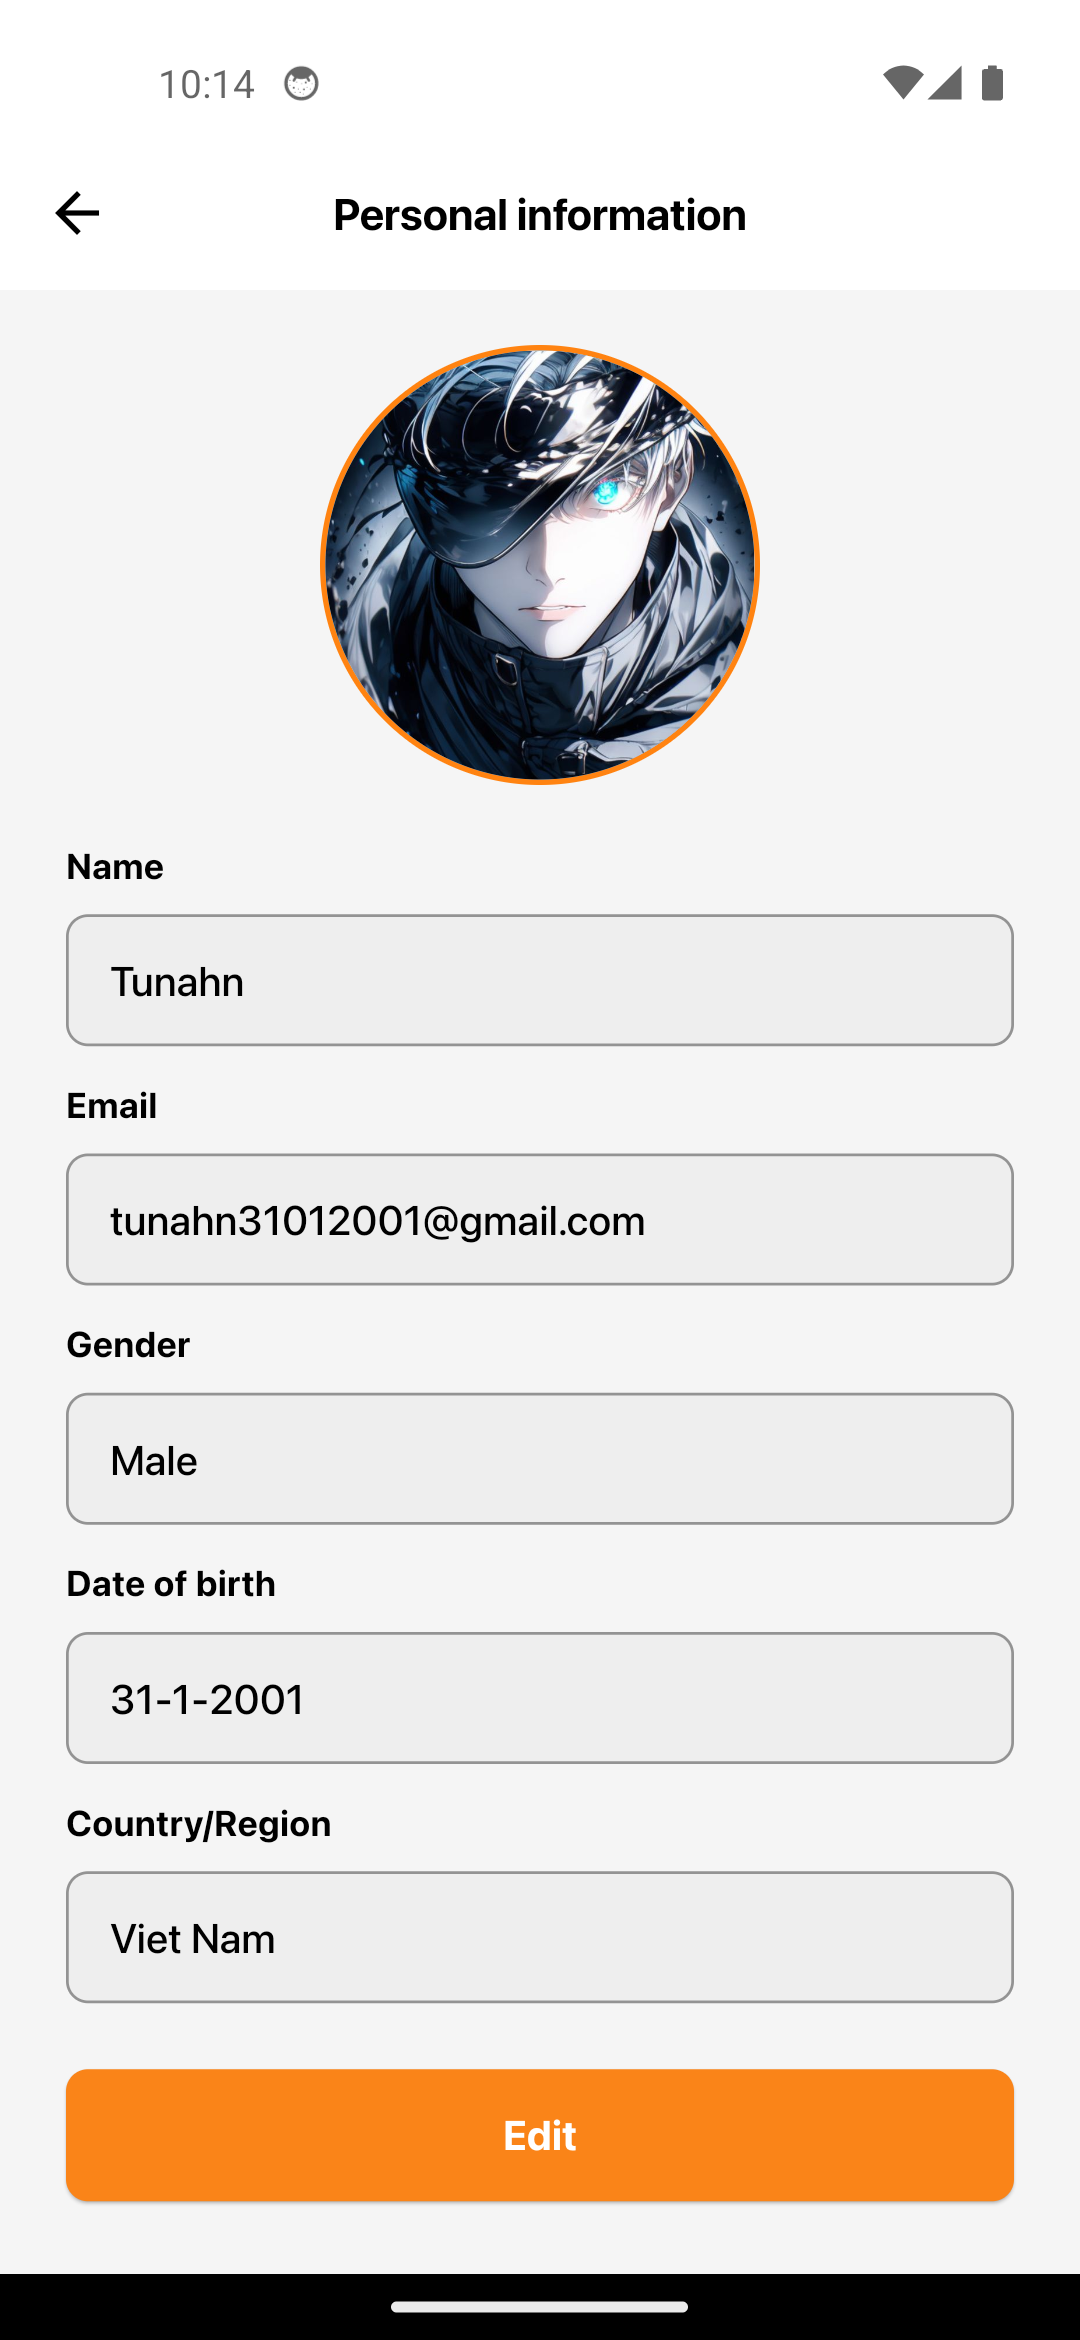 10:14
Personal information
Name
Tunahn
Email
tunahn31012001@gmail.com
Gender
Male
Date of birth
31-1-2001
Country/Region
Viet Nam
Edit